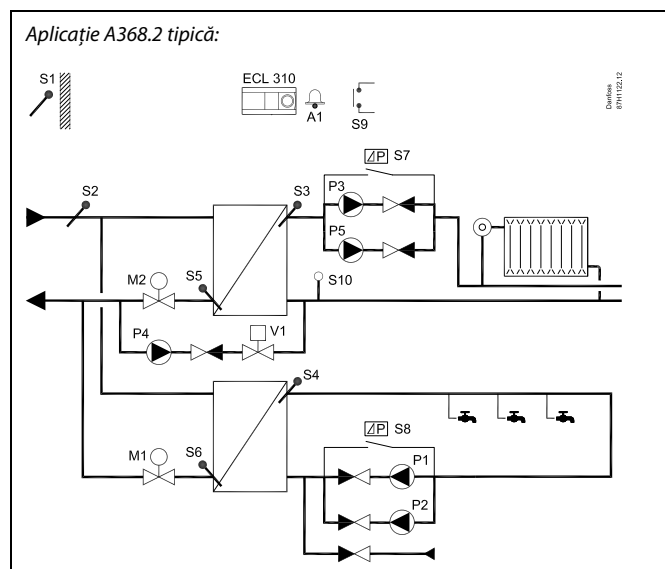 Aplicație A368.2 tipică:
S1
ECL 310
A1
S9
Danfoss
87H1122.12
S2
S3
⊿P S7
P3
P5
M2
S5
S10
P4
V1
S4
⊿P S8
M1
S6
P1
P2